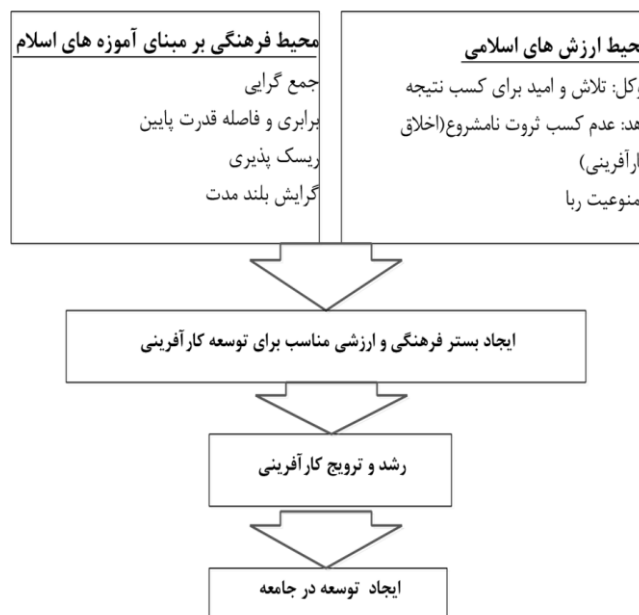 حیط ارزش های اسلامی
وکل: تلاش و امید برای کسب نتیجه
هد: عدم کسب ثروت نامشروع(اخلاق
ارآفرینی)
منوعیت ربا
محیط فرهنگی بر مبنای آموزه های اسلام
جمع گرایی
برابری و فاصله قدرت پایین
ریسک پذیری
گرایش بلند مدت
ایجاد بستر فرهنگی و ارزشی مناسب برای توسعه کارآفرینی
رشد و ترویج کارآفرینی
ایجاد توسعه در جامعه